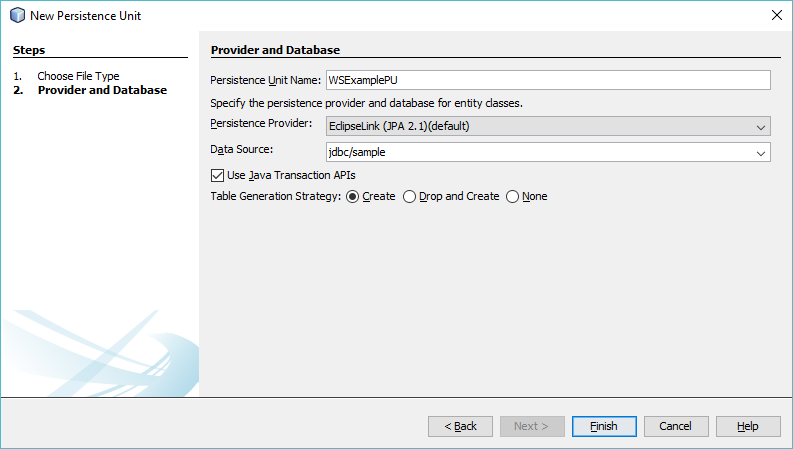 New Persistence Unit
Steps
1. Choose File Type
2. Provider and Database
Provider and Database
Persistence Unit Name: WSExamplePU
Specify the persistence provider and database for entity classes.
Persistence Provider: EclipseLink (JPA 2.1)(default)
Data Source: jdbc/sample
Use Java Transaction APIs
Table Generation Strategy: Create Drop and Create None
< Back Next > Finish Cancel Help